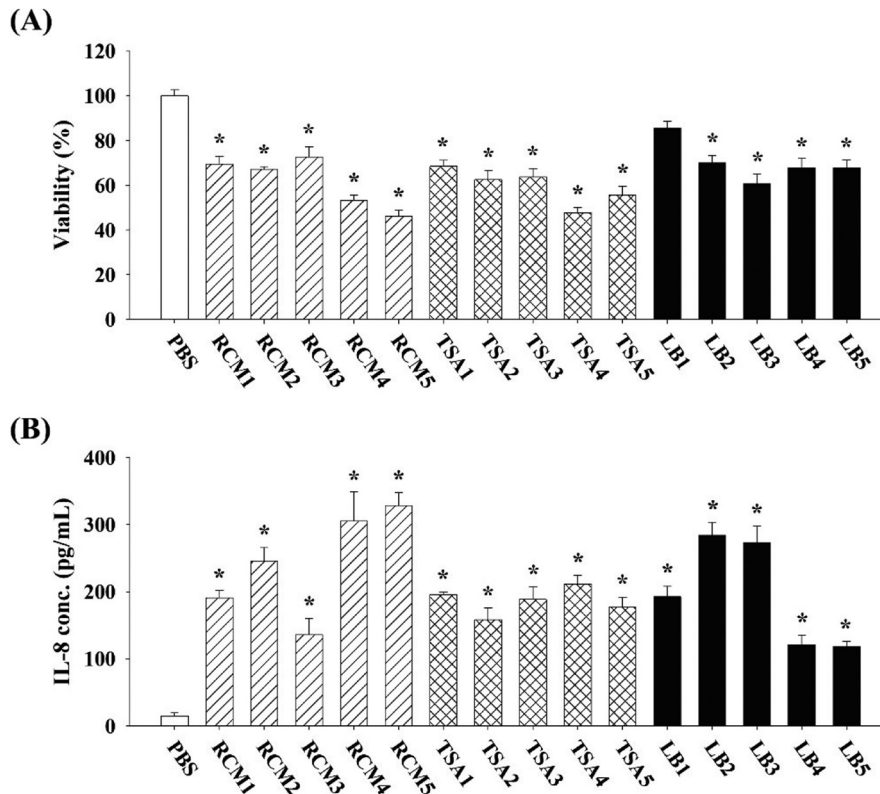 (A)
Viability (%)
120
100
80
60
40
20
0
* * * * * * * * * * * * * *
PBS RCM1 RCM2 RCM3 RCM4 RCM5 TSA1 TSA2 TSA3 TSA4 TSA5 LB1 LB2 LB3 LB4 LB5
(B)
IL-8 conc. (pg/mL)
400
300
200
100
0
* * * * * * * * * * * * * * *
PBS RCM1 RCM2 RCM3 RCM4 RCM5 TSA1 TSA2 TSA3 TSA4 TSA5 LB1 LB2 LB3 LB4 LB5